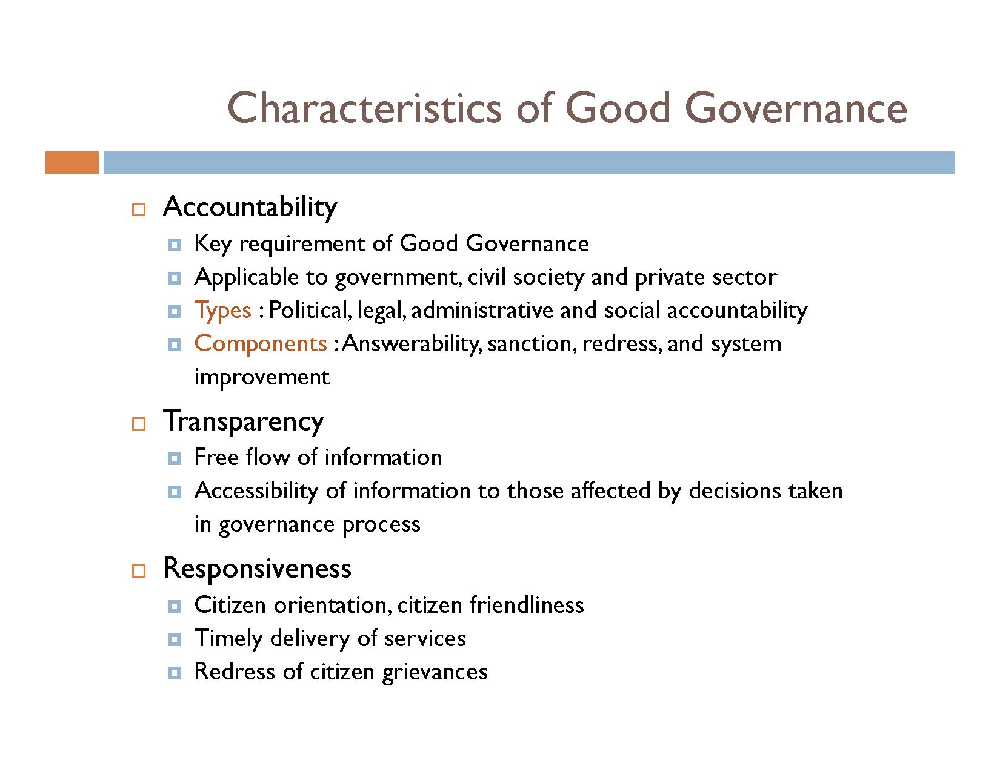 Characteristics of Good Governance
Accountability
Key requirement of Good Governance
Applicable to government, civil society and private sector
Types : Political, legal, administrative and social accountability
Components : Answerability, sanction, redress, and system
improvement
Transparency
Free flow of information
Accessibility of information to those affected by decisions taken
in governance process
Responsiveness
Citizen orientation, citizen friendliness
Timely delivery of services
Redress of citizen grievances